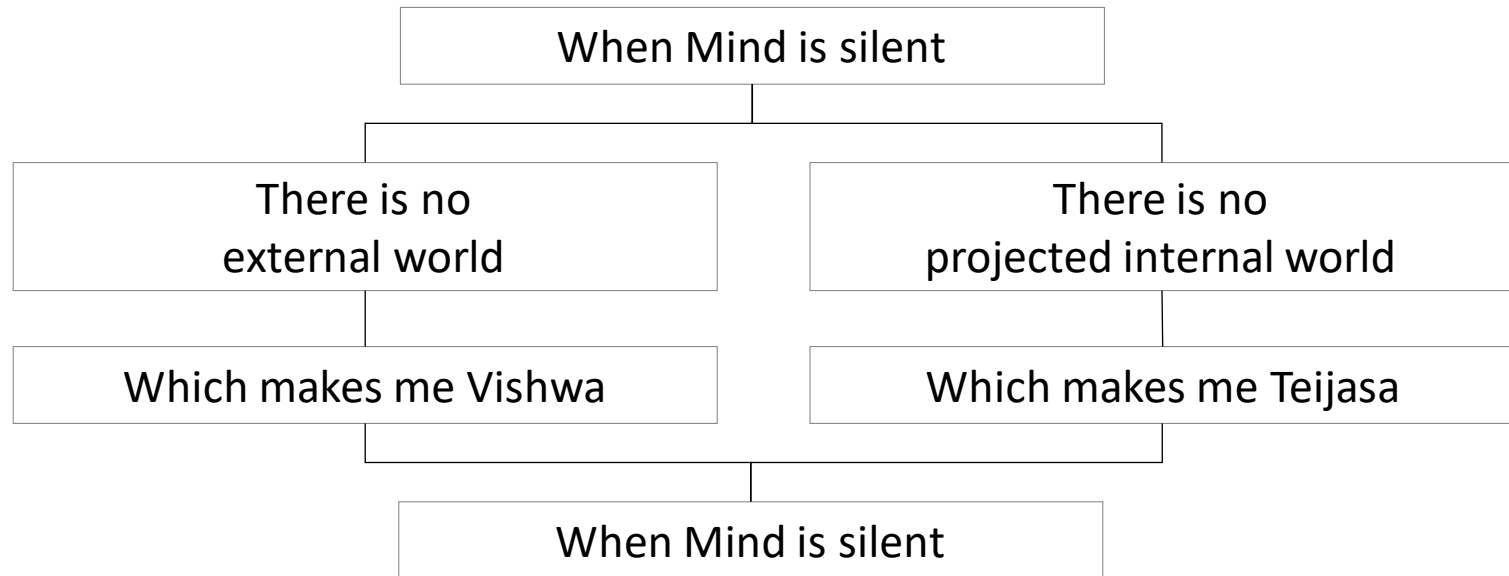 When Mind is silent
There is no
external world
There is no
projected internal world
Which makes me Vishwa
Which makes me Teijasa
When Mind is silent